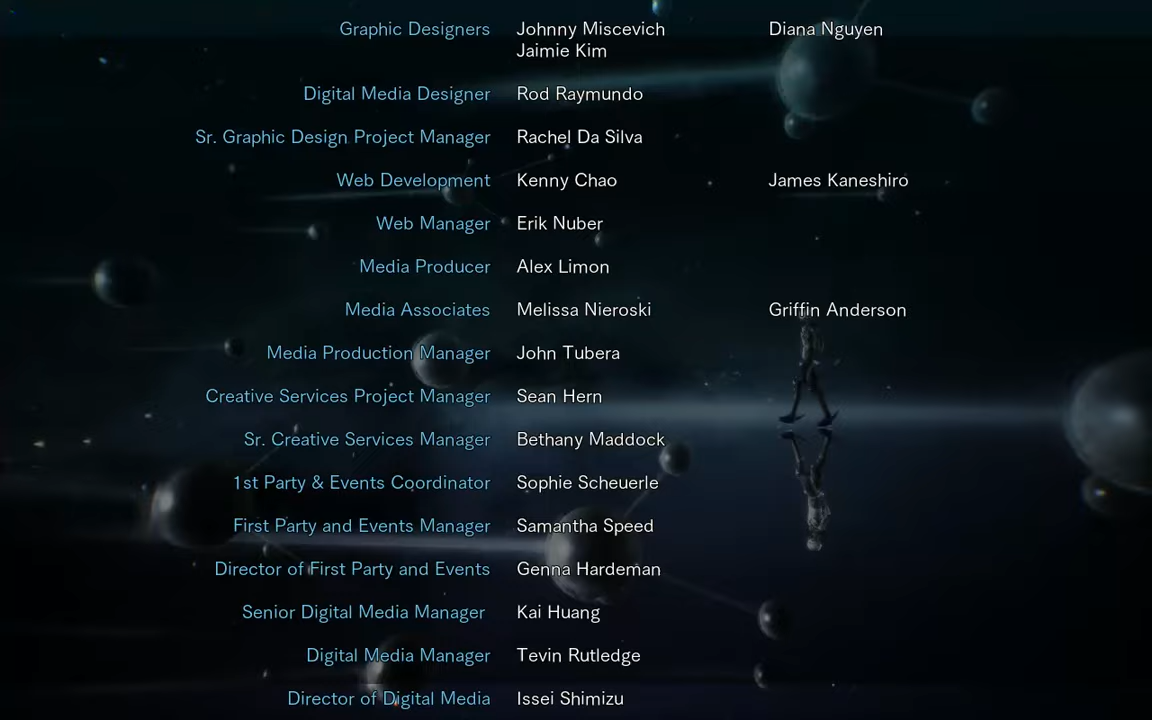 Graphic Designers Johnny Miscevich Diana Nguyen
Jaimie Kim
Digital Media Designer Rod Raymundo
Sr. Graphic Design Project Manager Rachel Da Silva
Web Development Kenny Chao James Kaneshiro
Web Manager Erik Nuber
Media Producer Alex Limon
Media Associates Melissa Nieroski Griffin Anderson
Media Production Manager John Tubera
Creative Services Project Manager Sean Hern
Sr. Creative Services Manager Bethany Maddock
1st Party & Events Coordinator Sophie Scheuerle
First Party and Events Manager Samantha Speed
Director of First Party and Events Genna Hardeman
Senior Digital Media Manager Kai Huang
Digital Media Manager Tevin Rutledge
Director of Digital Media Issei Shimizu